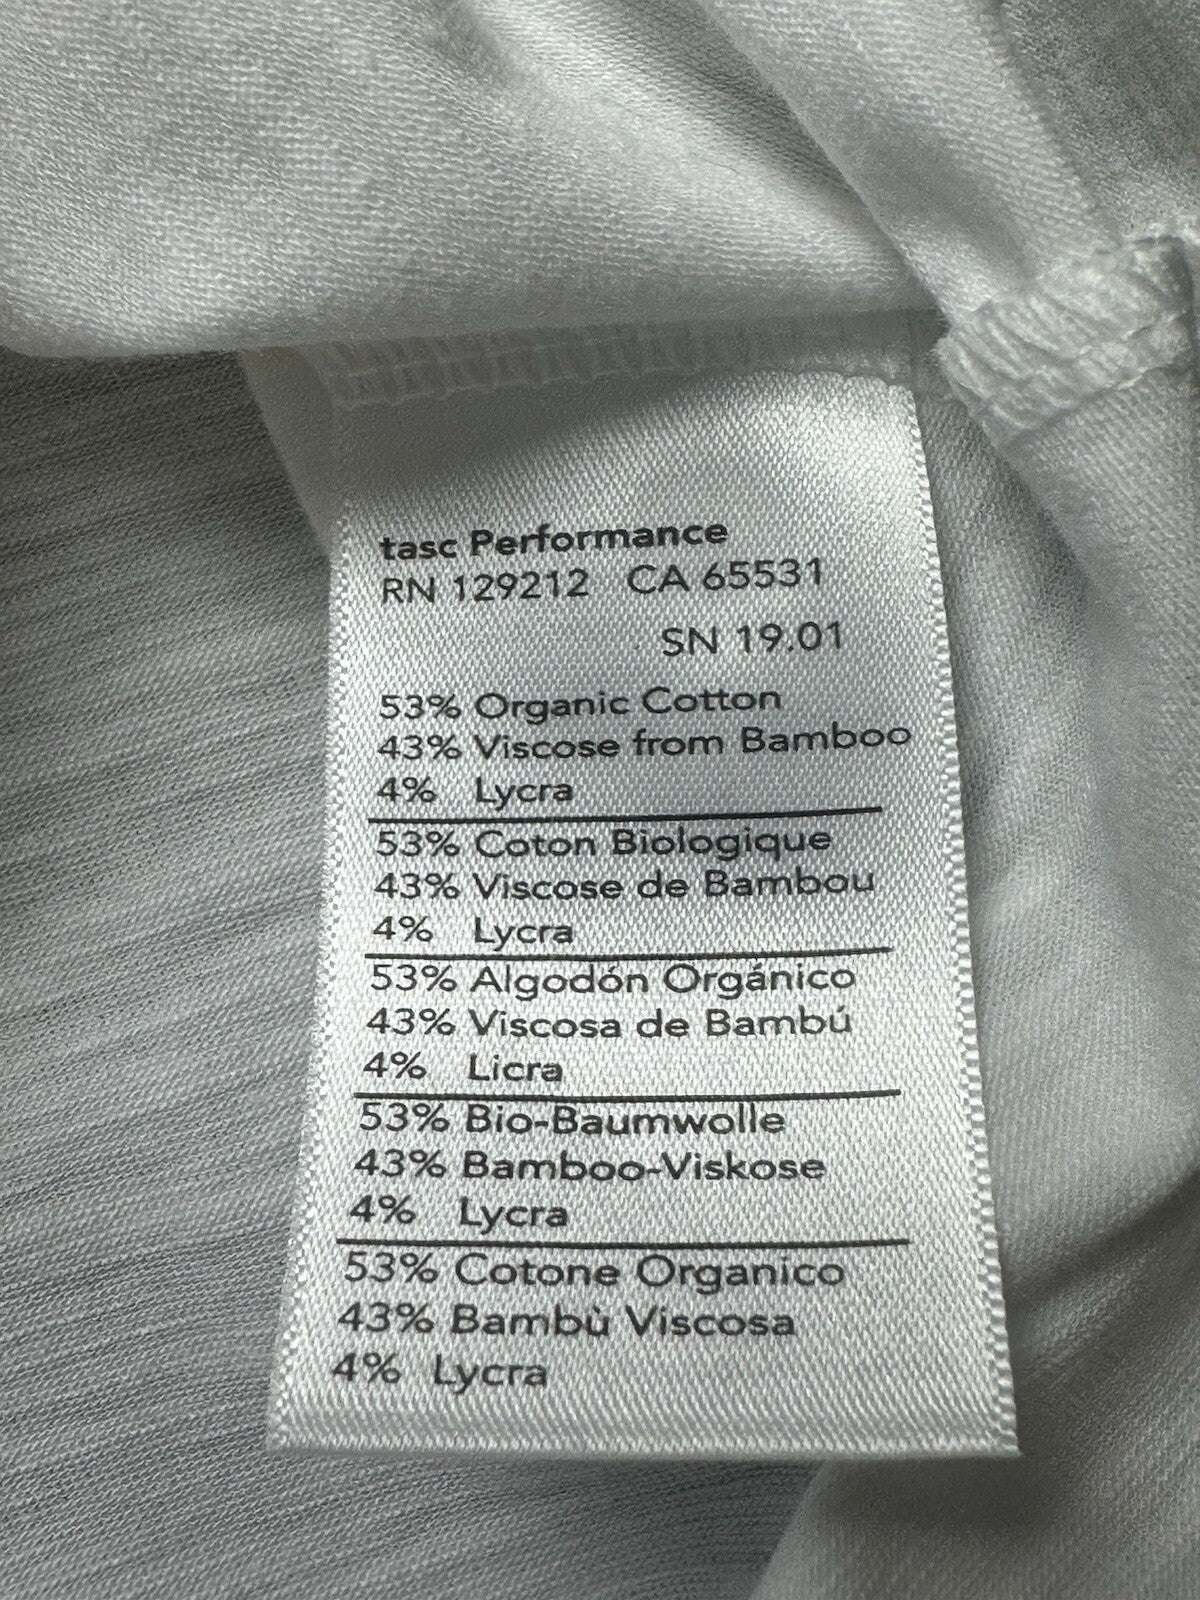 tasc Performance
RN 129212 CA 65531
SN 19.01
53% Organic Cotton
43% Viscose from Bamboo
4% Lycra
53% Coton Biologique
43% Viscose de Bambou
4% Lycra
53% Algodón Orgánico
43% Viscosa de Bambú
4% Licra
53% Bio-Baumwolle
43% Bamboo-Viskose
4% Lycra
53% Cotone Organico
43% Bambù Viscosa
4% Lycra